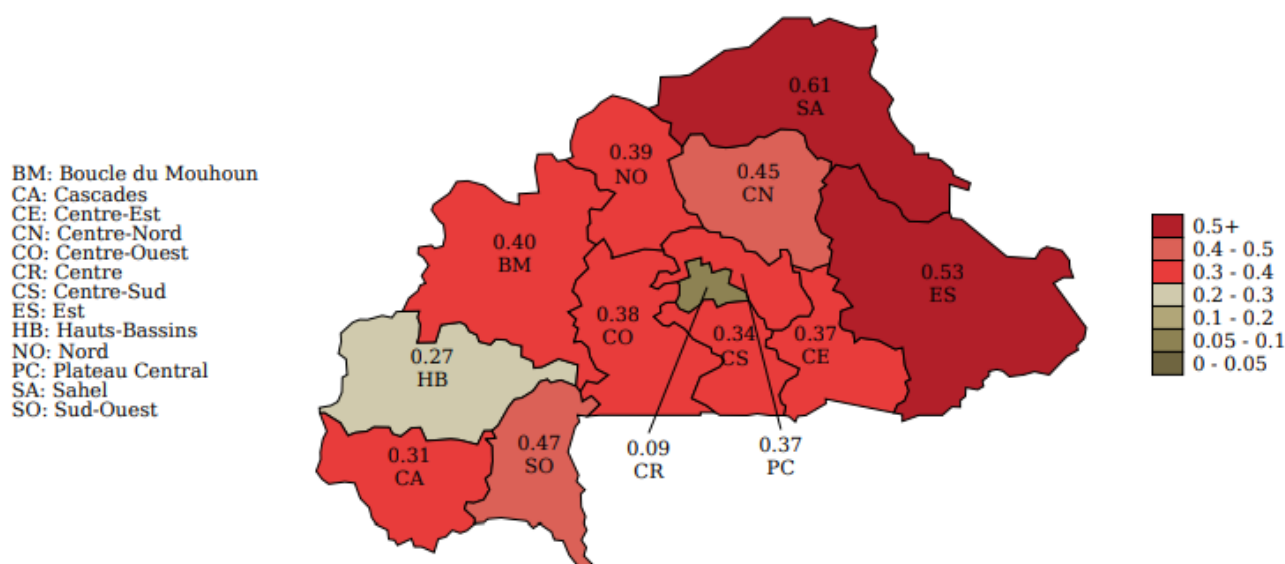 BM: Boucle du Mouhoun
CA: Cascades
CE: Centre-Est
CN: Centre-Nord
CO: Centre-Ouest
CR: Centre
CS: Centre-Sud
ES: Est
HB: Hauts-Bassins
NO: Nord
PC: Plateau Central
SA: Sahel
SO: Sud-Ouest
0.61
SA
0.39
NO
0.45
CN
0.40
BM
0.53
ES
0.38
CO
0.34
CS
0.37
CE
0.27
HB
0.31
CA
0.47
SO
0.09
CR
0.37
PC
0.5+
0.4 - 0.5
0.3 - 0.4
0.2 - 0.3
0.1 - 0.2
0.05 - 0.1
0 - 0.05